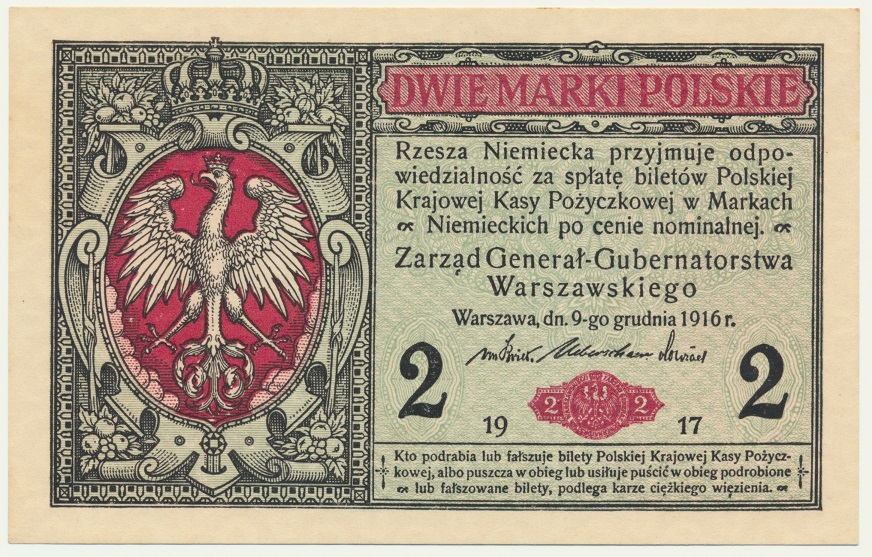 DWIE MARKI POLSKIE
Rzesza Niemiecka przyjmuje odpo-
wiedzialność za spłatę biletów Polskiej
Krajowej Kasy Pożyczkowej w Markach
Niemieckich po cenie nominalnej.
Zarząd Generał-Gubernatorstwa
Warszawskiego
Warszawa, dn. 9-go grudnia 1916 r.
2 2
2 2
19 17
Kto podrabia lub fałszuje bilety Polskiej Krajowej Kasy Pożycz-
kowej, albo puszcza w obieg lub usiłuje puścić w obieg podrobione
lub fałszowane bilety, podlega karze ciężkiego więzienia.